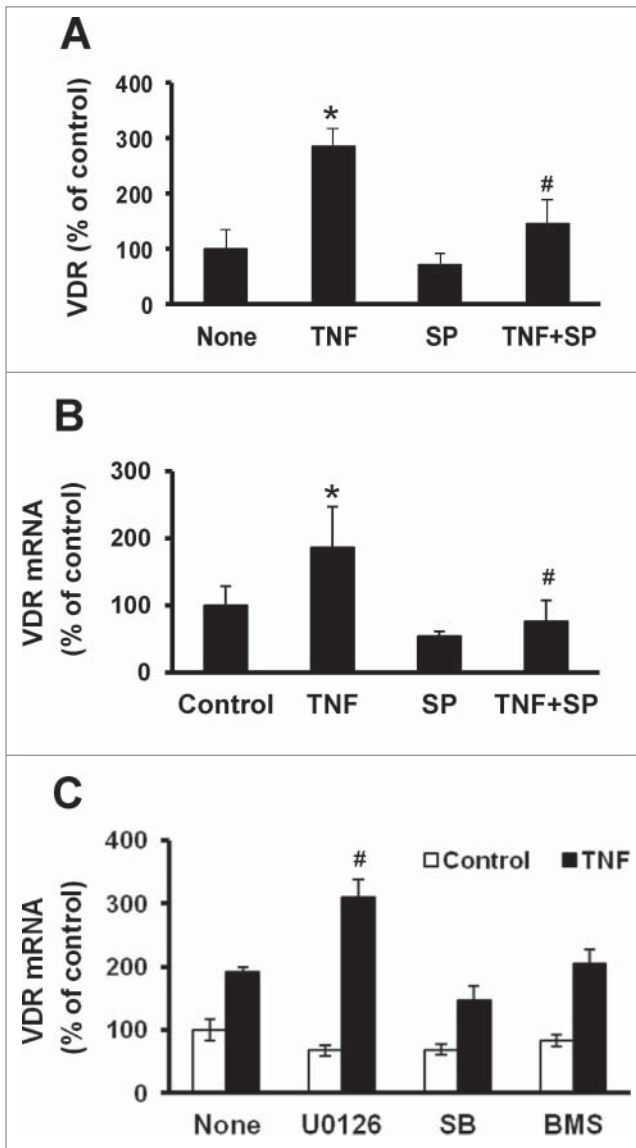 A
VDR (% of control)
400
300
200
100
0
*
#
None TNF SP TNF+SP
B
VDR mRNA
(% of control)
300
200
100
0
*
#
Control TNF SP TNF+SP
C
VDR mRNA
(% of control)
400
300
200
100
0
#
Control TNF
None U0126 SB BMS